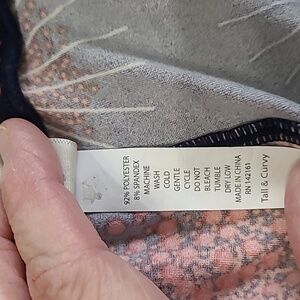 92% POLYESTER
8% SPANDEX
MACHINE
WASH
COLD
GENTLE
CYCLE
DO NOT
BLEACH
TUMBLE
DRY LOW
MADE IN CHINA
RN 142161
Tall & Curvy